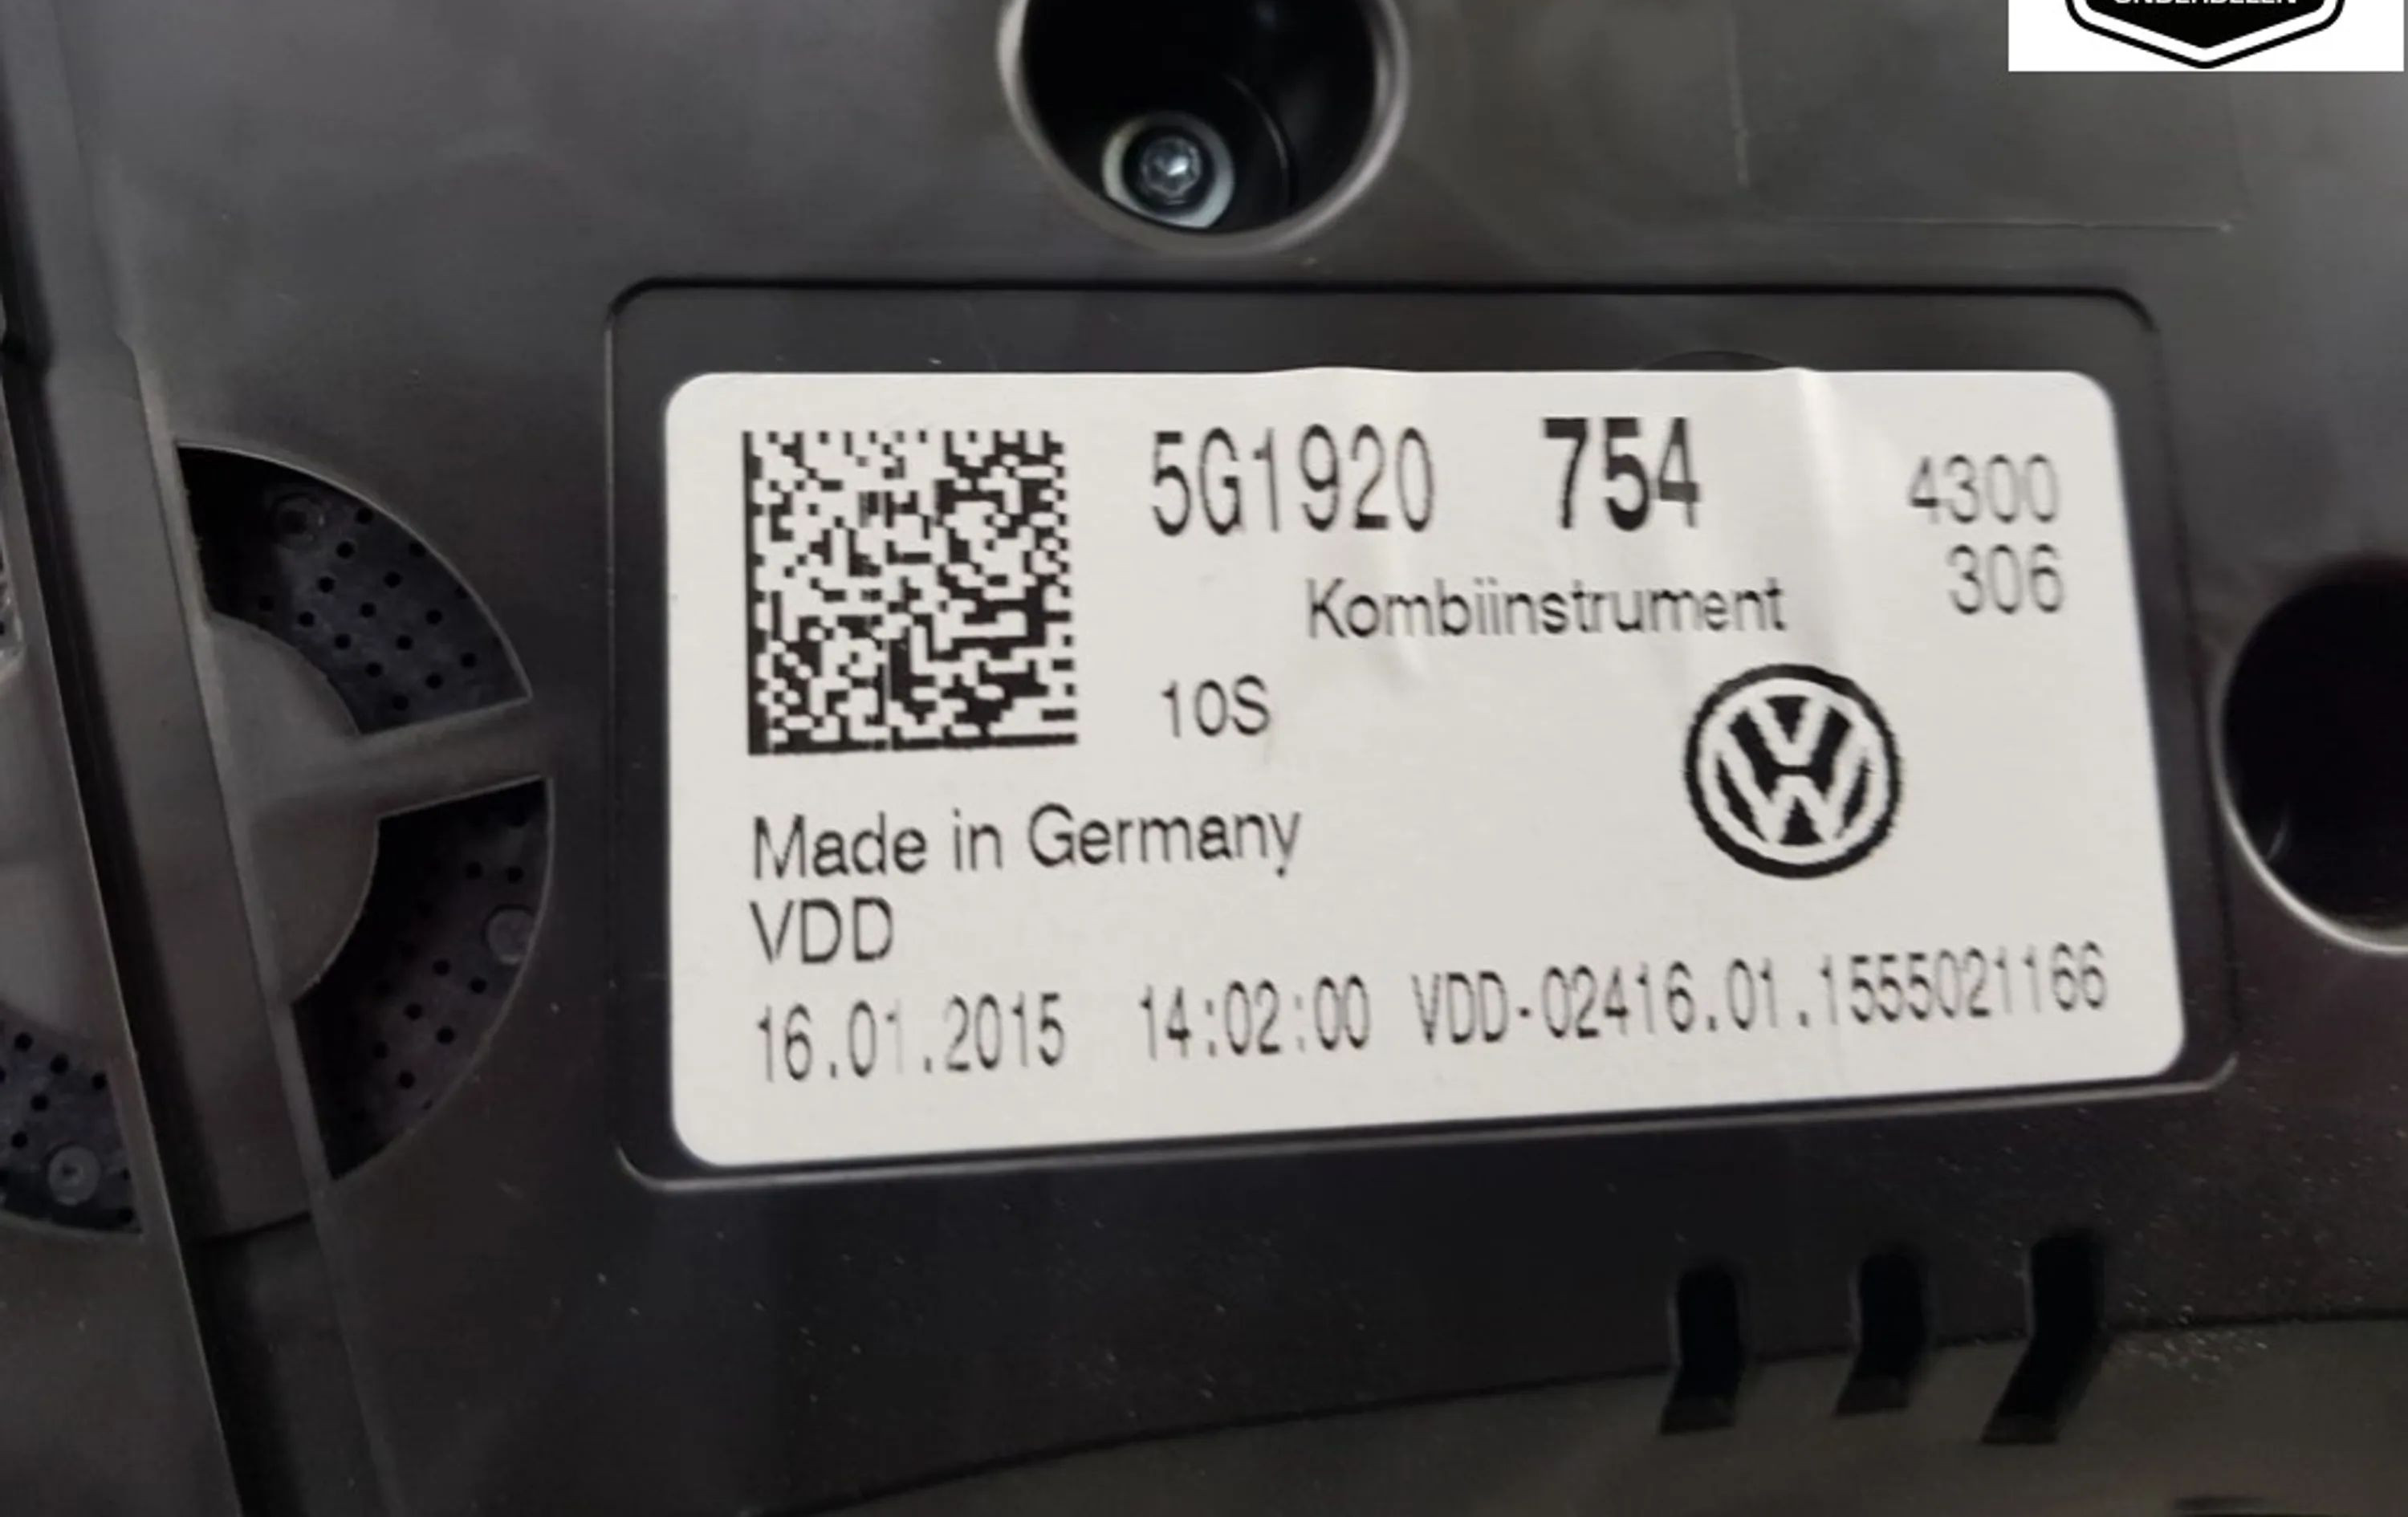 5G1920 754 4300
306
Kombiinstrument
10S
Made in Germany
VDD
16.01.2015 14:02:00 VDD-02416.01.1555021166